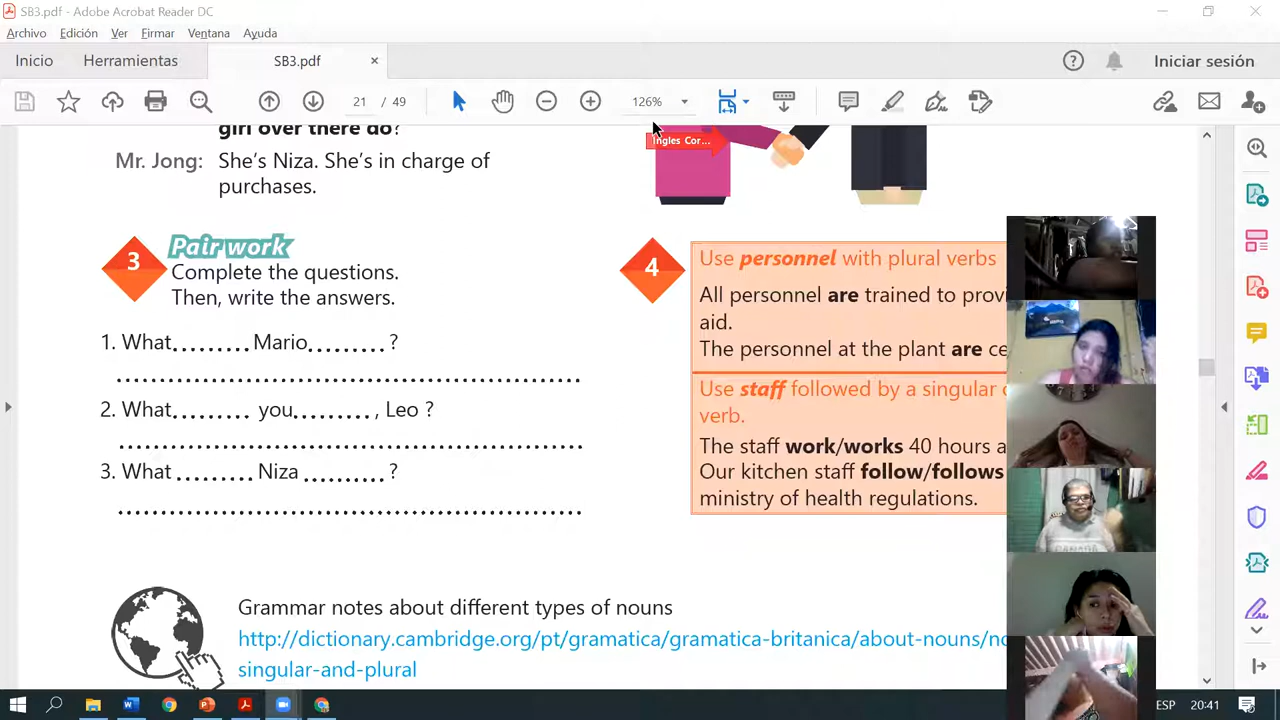 SB3.pdf - Adobe Acrobat Reader DC
Archivo Edición Ver Firmar Ventana Ayuda
Inicio Herramientas SB3.pdf Iniciar sesión
21 / 49 126%
girl over there do?
Ingles Cor...
Mr. Jong: She's Niza. She's in charge of
purchases.
3 Pair work
Complete the questions.
Then, write the answers.
1. What......... Mario......... ?
2. What......... you........., Leo ?
3. What ......... Niza ......... ?
4
Use personnel with plural verbs
All personnel are trained to provi
aid.
The personnel at the plant are ce
Use staff followed by a singular o
verb.
The staff work/works 40 hours a
Our kitchen staff follow/follows
ministry of health regulations.
Grammar notes about different types of nouns
http://dictionary.cambridge.org/pt/gramatica/gramatica-britanica/about-nouns/no
singular-and-plural
ESP 20:41